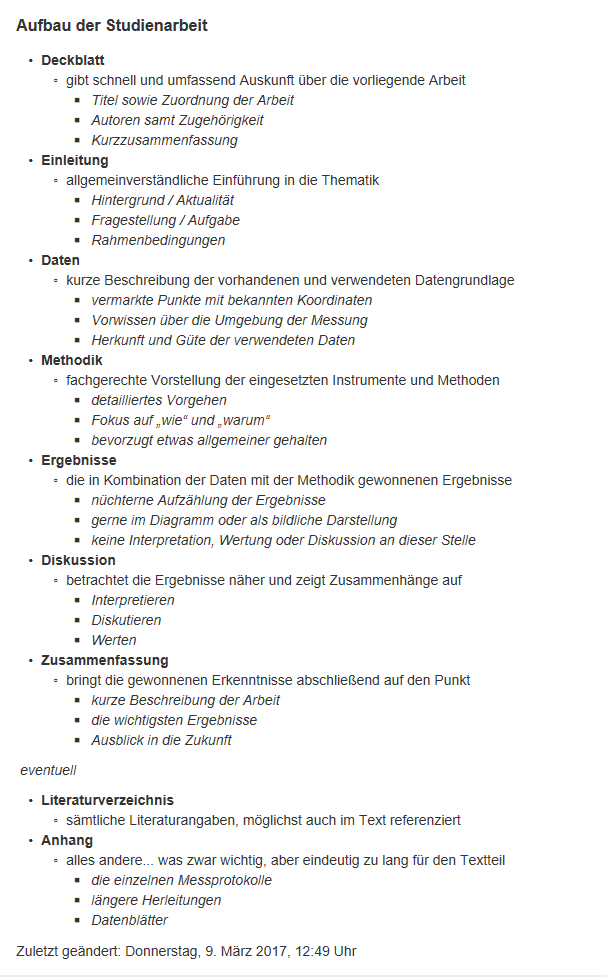 Aufbau der Studienarbeit
• Deckblatt
▫ gibt schnell und umfassend Auskunft über die vorliegende Arbeit
▪ Titel sowie Zuordnung der Arbeit
▪ Autoren samt Zugehörigkeit
▪ Kurzzusammenfassung
• Einleitung
▫ allgemeinverständliche Einführung in die Thematik
▪ Hintergrund / Aktualität
▪ Fragestellung / Aufgabe
▪ Rahmenbedingungen
• Daten
▫ kurze Beschreibung der vorhandenen und verwendeten Datengrundlage
▪ vermarkte Punkte mit bekannten Koordinaten
▪ Vorwissen über die Umgebung der Messung
▪ Herkunft und Güte der verwendeten Daten
• Methodik
▫ fachgerechte Vorstellung der eingesetzten Instrumente und Methoden
▪ detailliertes Vorgehen
▪ Fokus auf „wie“ und „warum“
▪ bevorzugt etwas allgemeiner gehalten
• Ergebnisse
▫ die in Kombination der Daten mit der Methodik gewonnenen Ergebnisse
▪ nüchterne Aufzählung der Ergebnisse
▪ gerne im Diagramm oder als bildliche Darstellung
▪ keine Interpretation, Wertung oder Diskussion an dieser Stelle
• Diskussion
▫ betrachtet die Ergebnisse näher und zeigt Zusammenhänge auf
▪ Interpretieren
▪ Diskutieren
▪ Werten
• Zusammenfassung
▫ bringt die gewonnenen Erkenntnisse abschließend auf den Punkt
▪ kurze Beschreibung der Arbeit
▪ die wichtigsten Ergebnisse
▪ Ausblick in die Zukunft
eventuell
• Literaturverzeichnis
▫ sämtliche Literaturangaben, möglichst auch im Text referenziert
• Anhang
▫ alles andere... was zwar wichtig, aber eindeutig zu lang für den Textteil
▪ die einzelnen Messprotokolle
▪ längere Herleitungen
▪ Datenblätter
Zuletzt geändert: Donnerstag, 9. März 2017, 12:49 Uhr